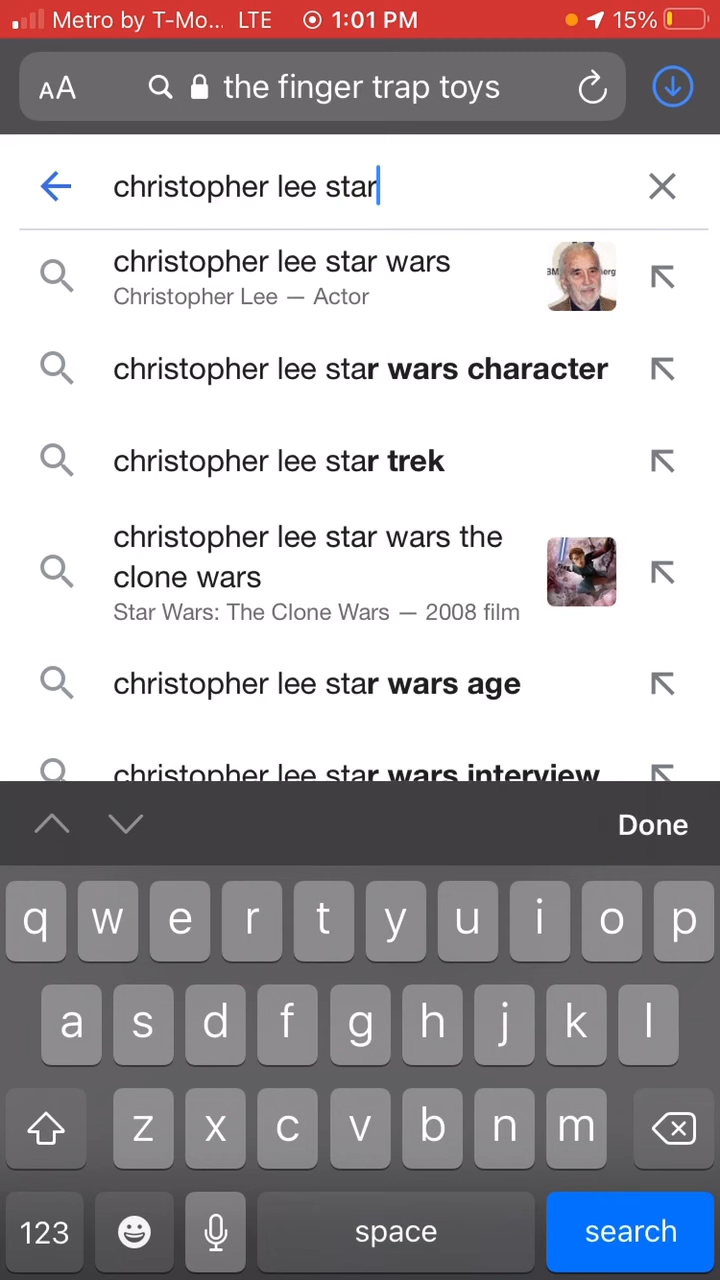 Metro by T-Mo... LTE 1:01 PM 15%
AA the finger trap toys
christopher lee star
christopher lee star wars
Christopher Lee — Actor
christopher lee star wars character
christopher lee star trek
christopher lee star wars the
clone wars
Star Wars: The Clone Wars — 2008 film
christopher lee star wars age
christopher lee star wars interview
Done
q w e r t y u i o p
a s d f g h j k l
z x c v b n m
123 space search